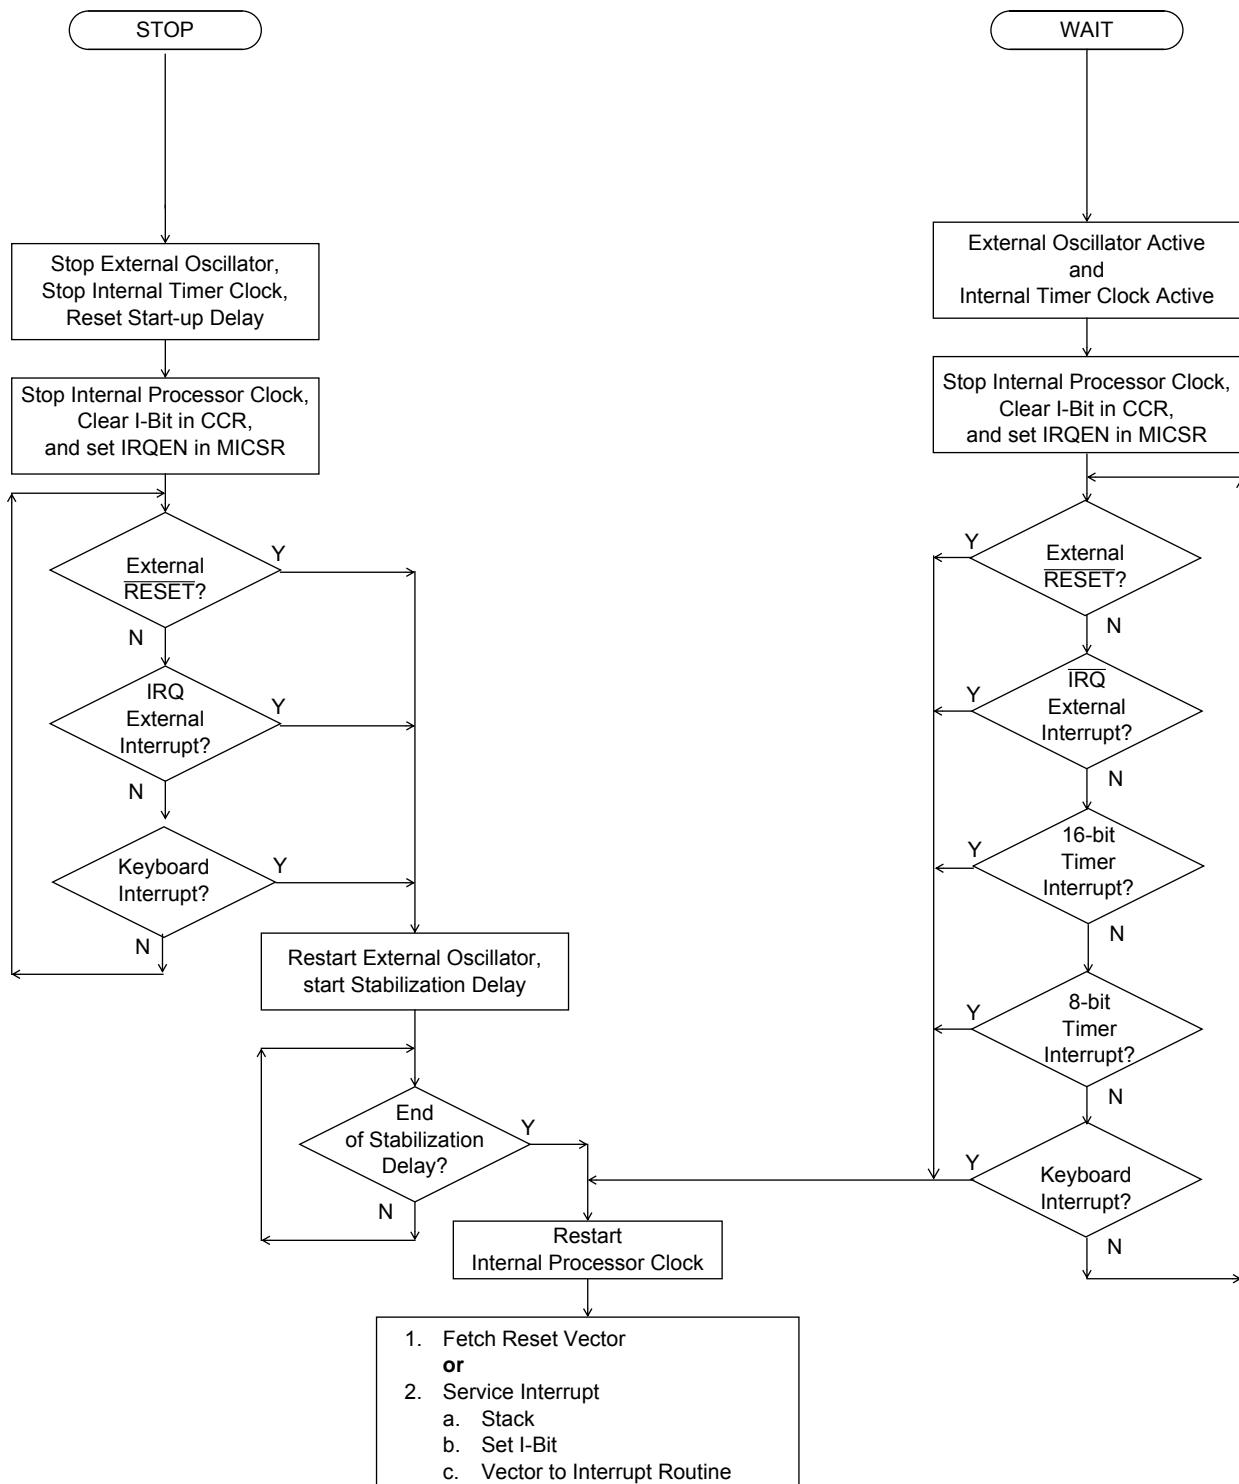 STOP
WAIT
Stop External Oscillator,
Stop Internal Timer Clock,
Reset Start-up Delay
External Oscillator Active
and
Internal Timer Clock Active
Stop Internal Processor Clock,
Clear I-Bit in CCR,
and set IRQEN in MICSR
Stop Internal Processor Clock,
Clear I-Bit in CCR,
and set IRQEN in MICSR
External
RESET?
Y
N
IRQ
External
Interrupt?
Y
N
Keyboard
Interrupt?
Y
N
Restart External Oscillator,
start Stabilization Delay
End
of Stabilization
Delay?
Y
N
External
RESET?
Y
N
IRQ
External
Interrupt?
Y
N
16-bit
Timer
Interrupt?
Y
N
8-bit
Timer
Interrupt?
Y
N
Keyboard
Interrupt?
Y
N
Restart
Internal Processor Clock
1. Fetch Reset Vector
or
2. Service Interrupt
a. Stack
b. Set I-Bit
c. Vector to Interrupt Routine